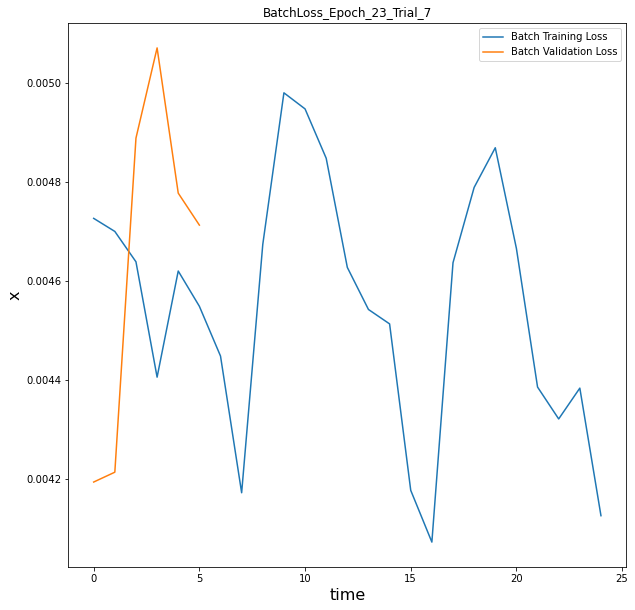 BatchLoss_Epoch_23_Trial_7
Batch Training Loss
Batch Validation Loss
0.0050
0.0048
0.0046
0.0044
0.0042
x
0 5 10 15 20 25
time